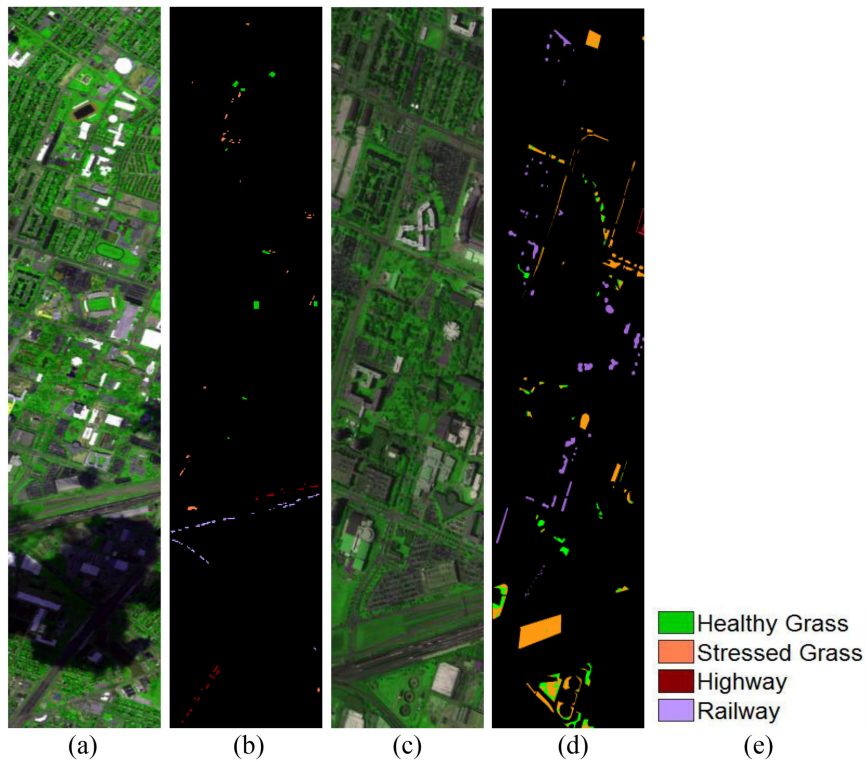 Healthy Grass
Stressed Grass
Highway
Railway
(a) (b) (c) (d) (e)